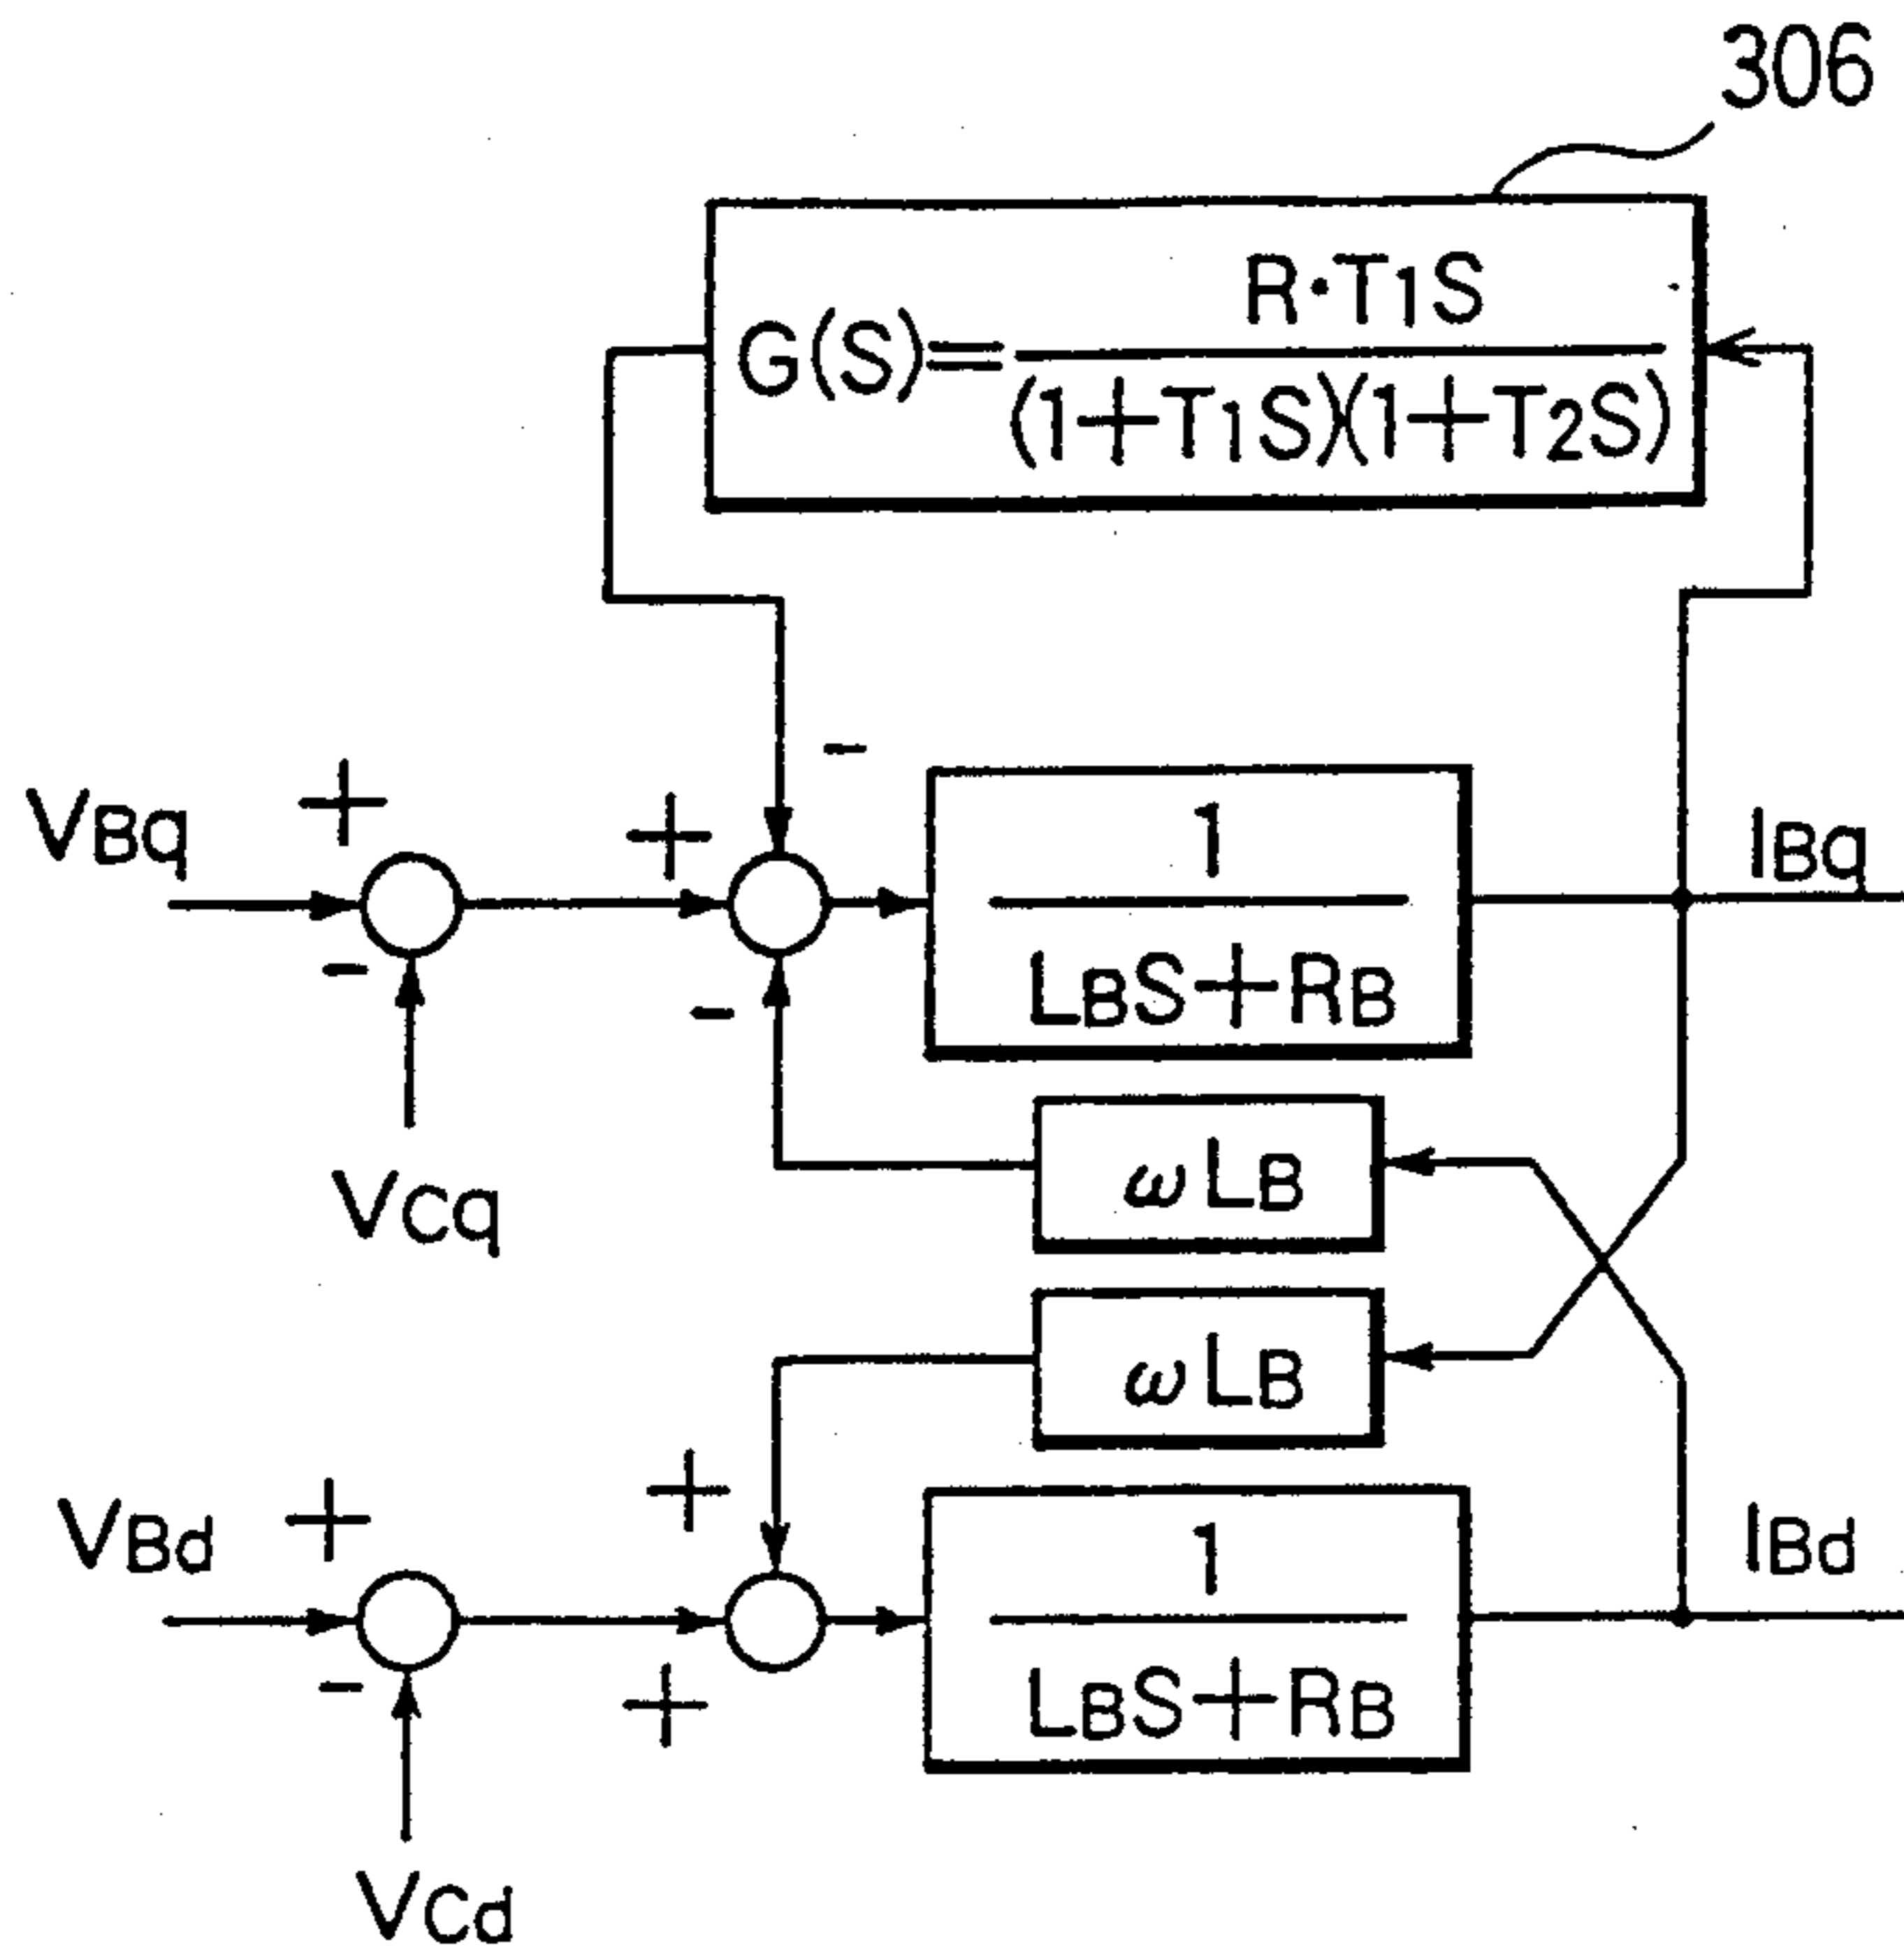 306
R·T1S
G(S)=
(1+T1S)(1+T2S)
-
VBq + + 1 IBq
- - LBS+RB
VCq
ωLB
ωLB
VBd + + 1 IBd
- + LBS+RB
VCd